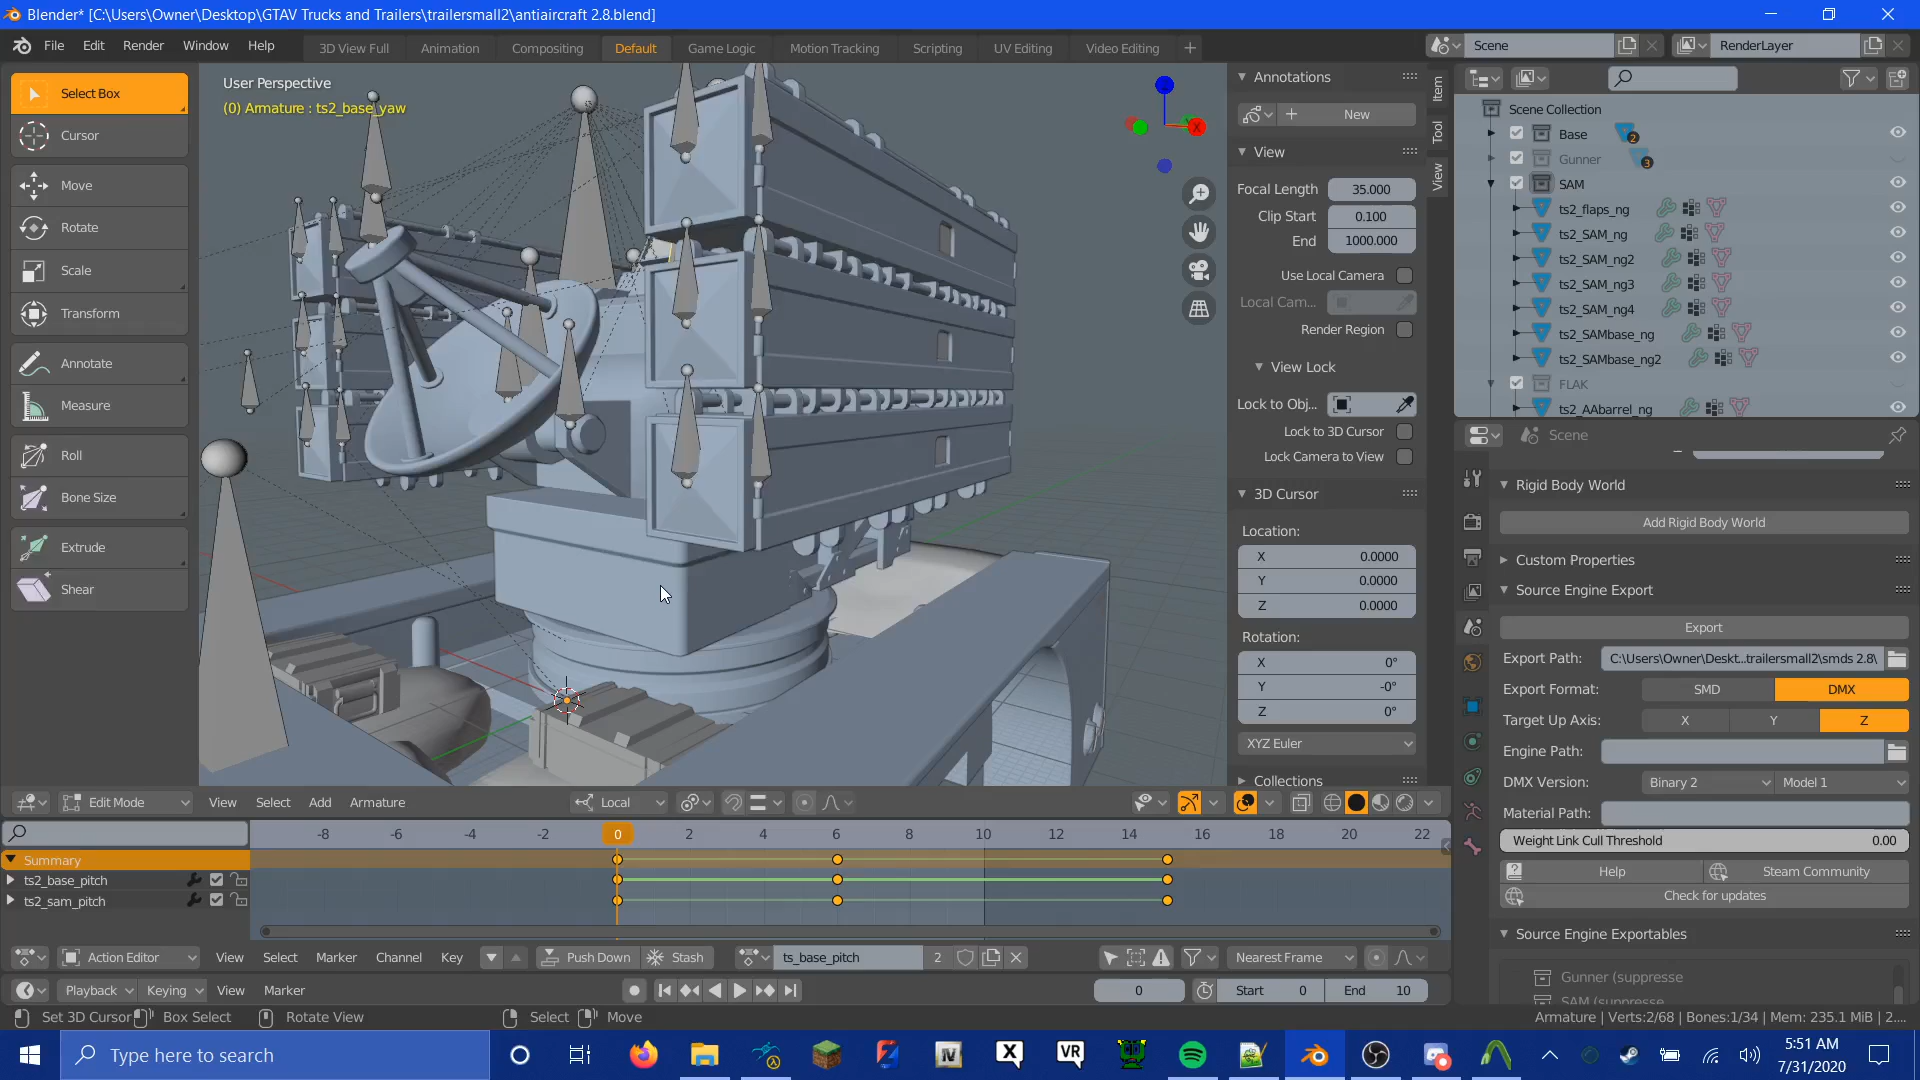 Blender* [C:\Users\Owner\Desktop\GTAV Trucks and Trailers\trailersmall2\antiaircraft 2.8.blend]
File Edit Render Window Help
3D View Full Animation Compositing Default Game Logic Motion Tracking Scripting UV Editing Video Editing
Scene
RenderLayer
Select Box
Cursor
Move
Rotate
Scale
Transform
Annotate
Measure
Roll
Bone Size
Extrude
Shear
User Perspective
(0) Armature : ts2_base_yaw
X
Item
Tool
View
Annotations
New
View
Focal Length 35.000
Clip Start 0.100
End 1000.000
Use Local Camera
Local Cam...
Render Region
View Lock
Lock to Obj...
Lock to 3D Cursor
Lock Camera to View
3D Cursor
Location:
X 0.0000
Y 0.0000
Z 0.0000
Rotation:
X 0°
Y -0°
Z 0°
XYZ Euler
Collections
Scene Collection
Base 2
Gunner 3
SAM
ts2_flaps_ng
ts2_SAM_ng
ts2_SAM_ng2
ts2_SAM_ng3
ts2_SAM_ng4
ts2_SAMbase_ng
ts2_SAMbase_ng2
FLAK
ts2_AAbarrel_ng
Scene
Rigid Body World
Add Rigid Body World
Custom Properties
Source Engine Export
Export
Export Path: C:\Users\Owner\Deskt...trailersmall2\smds 2.8\
Export Format: SMD DMX
Target Up Axis: X Y Z
Engine Path:
DMX Version: Binary 2 Model 1
Material Path:
Weight Link Cull Threshold 0.00
Help Steam Community
Check for updates
Source Engine Exportables
Gunner (suppresse
SAM (suppresse
Edit Mode View Select Add Armature Local
-8 -6 -4 -2 0 2 4 6 8 10 12 14 16 18 20 22
Summary
ts2_base_pitch
ts2_sam_pitch
Action Editor View Select Marker Channel Key Push Down Stash ts_base_pitch 2 Nearest Frame
Playback Keying View Marker 0 Start 0 End 10
Set 3D Cursor Box Select Rotate View Select Move Armature | Verts:2/68 | Bones:1/34 | Mem: 235.1 MiB | 2....
Type here to search
X
VR
5:51 AM
7/31/2020